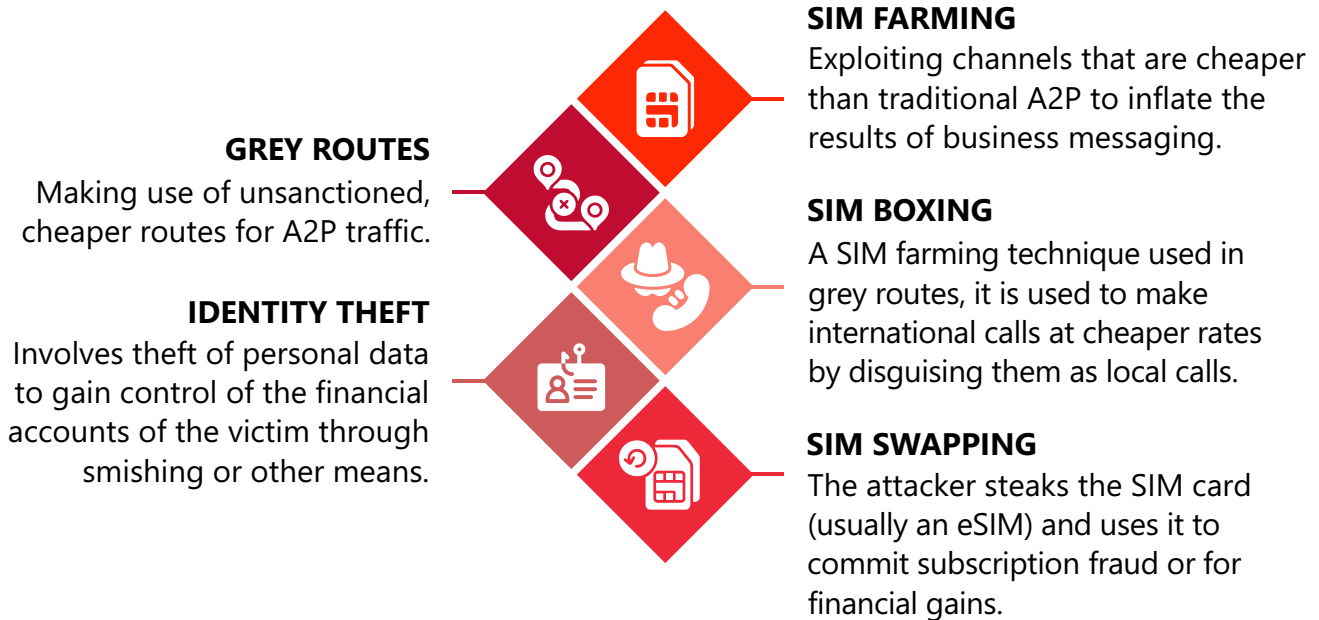 SIM FARMING
Exploiting channels that are cheaper
than traditional A2P to inflate the
results of business messaging.
GREY ROUTES
Making use of unsanctioned,
cheaper routes for A2P traffic.
SIM BOXING
A SIM farming technique used in
grey routes, it is used to make
international calls at cheaper rates
by disguising them as local calls.
IDENTITY THEFT
Involves theft of personal data
to gain control of the financial
accounts of the victim through
smishing or other means.
SIM SWAPPING
The attacker steaks the SIM card
(usually an eSIM) and uses it to
commit subscription fraud or for
financial gains.